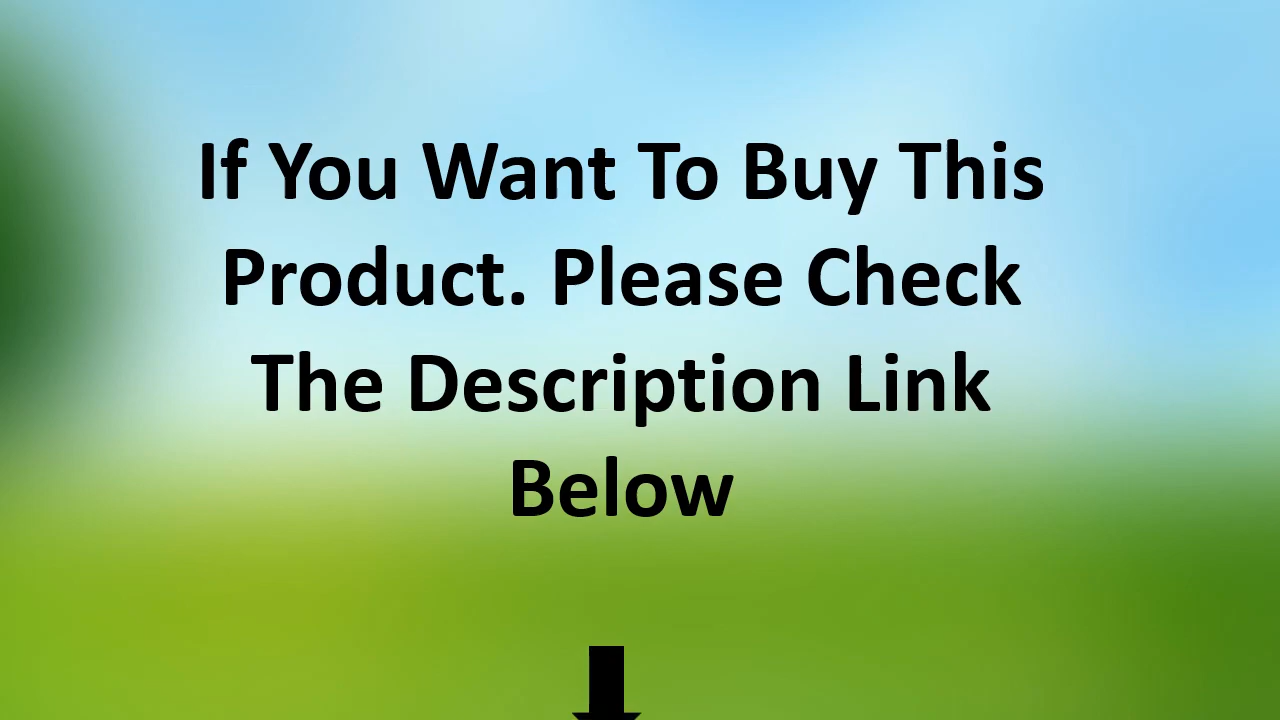 If You Want To Buy This
Product. Please Check
The Description Link
Below